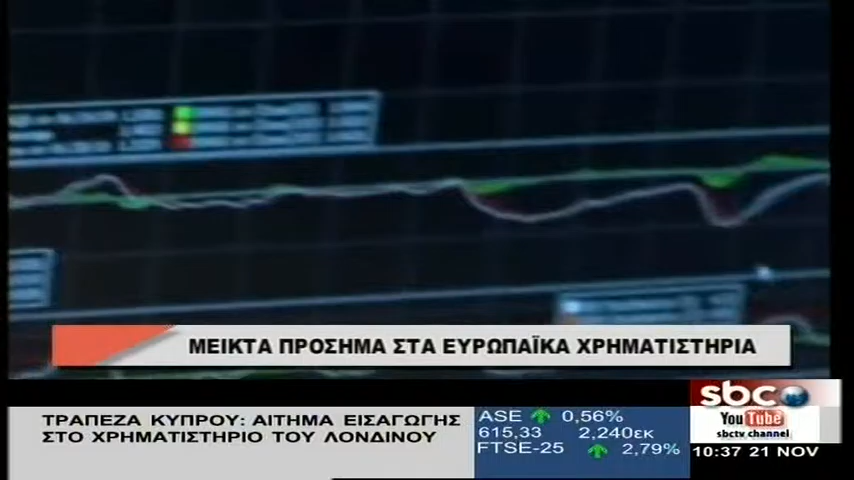 ΜΕΙΚΤΑ ΠΡΟΣΗΜΑ ΣΤΑ ΕΥΡΩΠΑΪΚΑ ΧΡΗΜΑΤΙΣΤΗΡΙΑ
ΤΡΑΠΕΖΑ ΚΥΠΡΟΥ: ΑΙΤΗΜΑ ΕΙΣΑΓΩΓΗΣ
ΣΤΟ ΧΡΗΜΑΤΙΣΤΗΡΙΟ ΤΟΥ ΛΟΝΔΙΝΟΥ
ASE 0,56%
615,33 2,240εκ
FTSE-25 2,79%
sbc
YouTube
sbctv channel
10:37 21 NOV